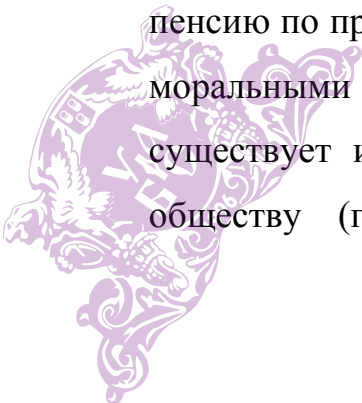 пенсию по пр
моральными
существует и
обществу (г